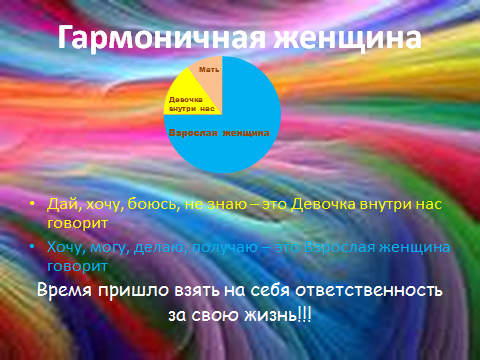 Гармоничная женщина
Мать
Девочка
внутри нас
Взрослая женщина
• Дай, хочу, боюсь, не знаю – это Девочка внутри нас
говорит
• Хочу, могу, делаю, получаю – это Взрослая женщина
говорит
Время пришло взять на себя ответственность
за свою жизнь!!!